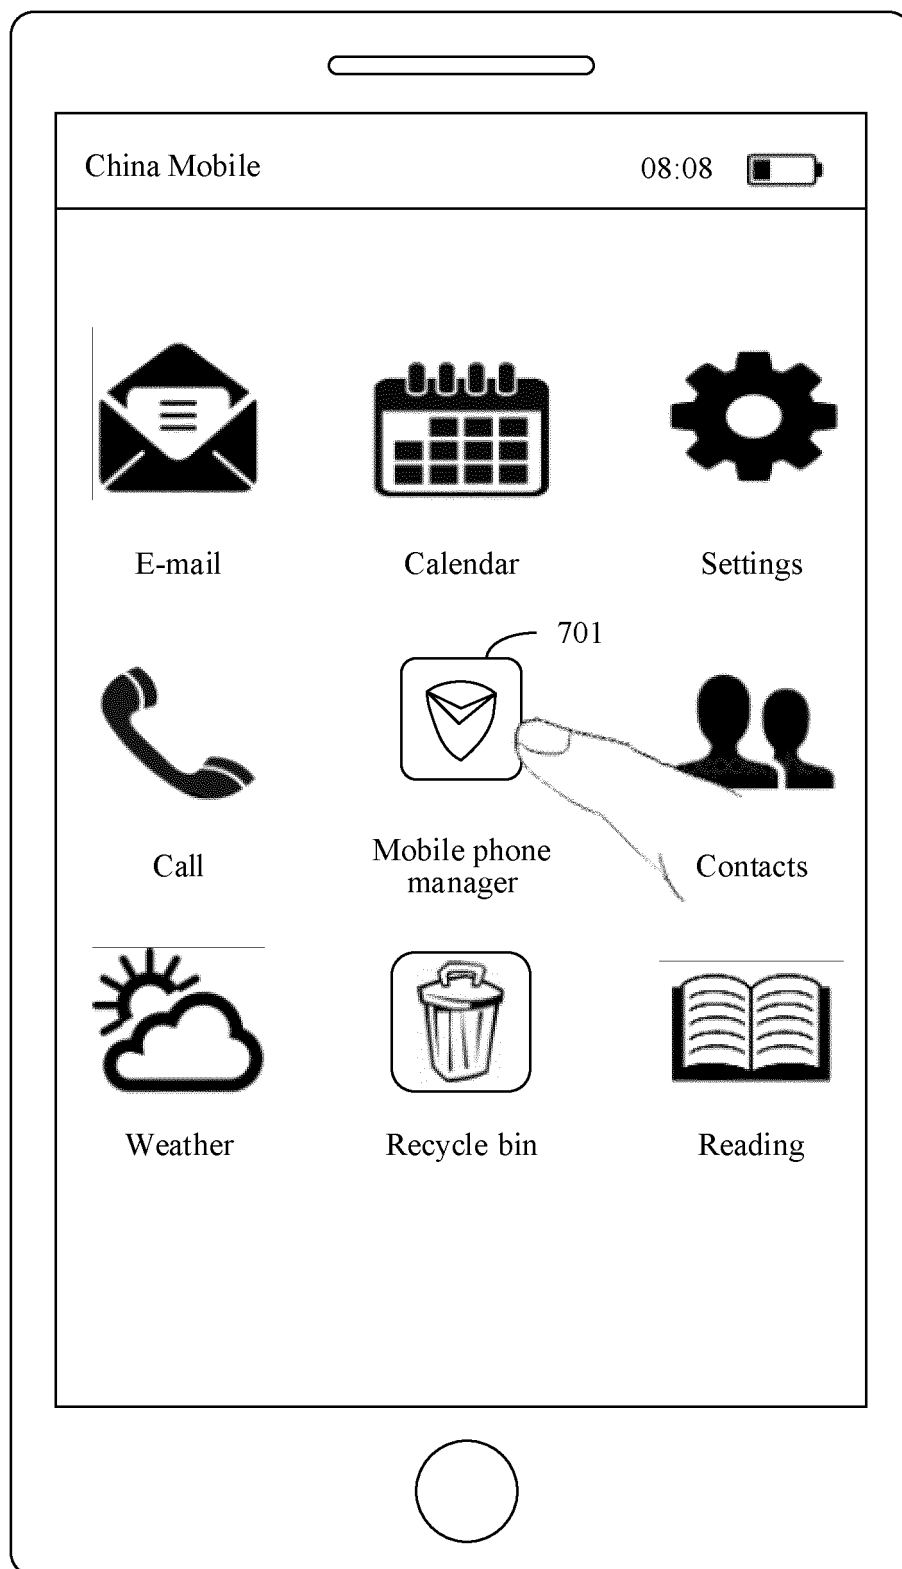 China Mobile 08:08
E-mail Calendar Settings
701
Call Mobile phone manager Contacts
Weather Recycle bin Reading